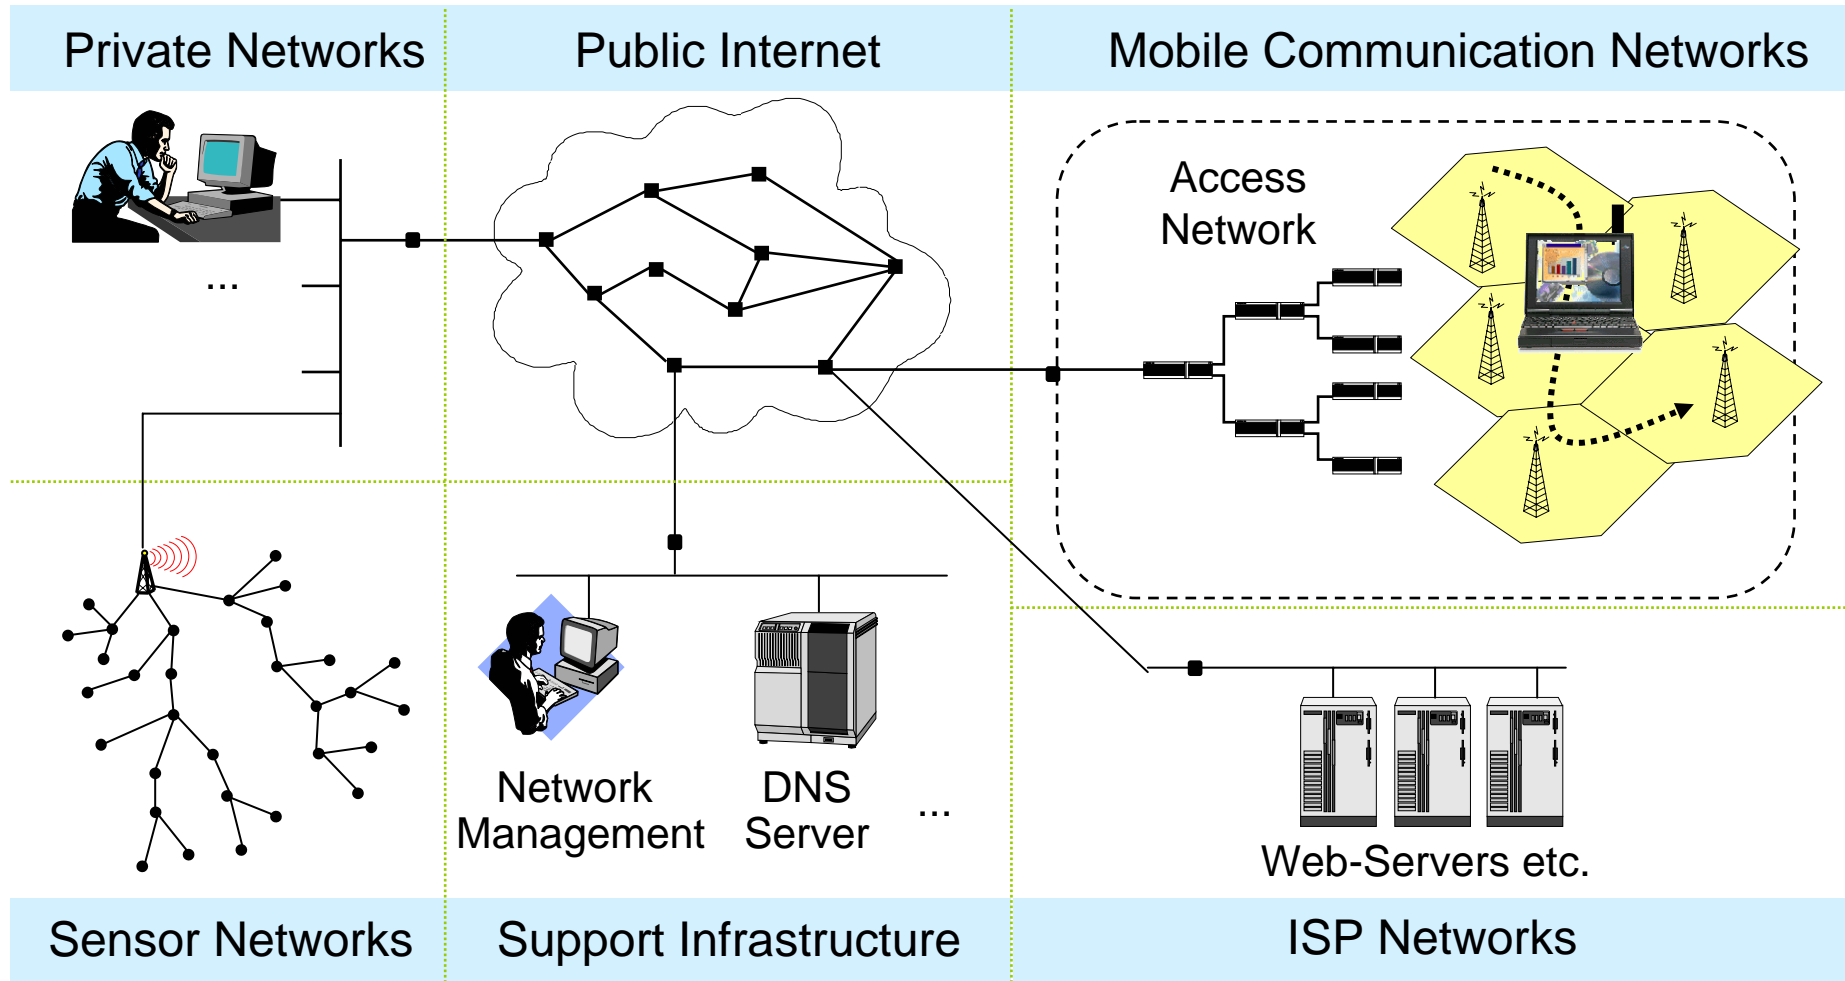 Private Networks
Public Internet
Mobile Communication Networks
Access
Network
...
Network
Management
DNS
Server
...
Web-Servers etc.
Sensor Networks
Support Infrastructure
ISP Networks